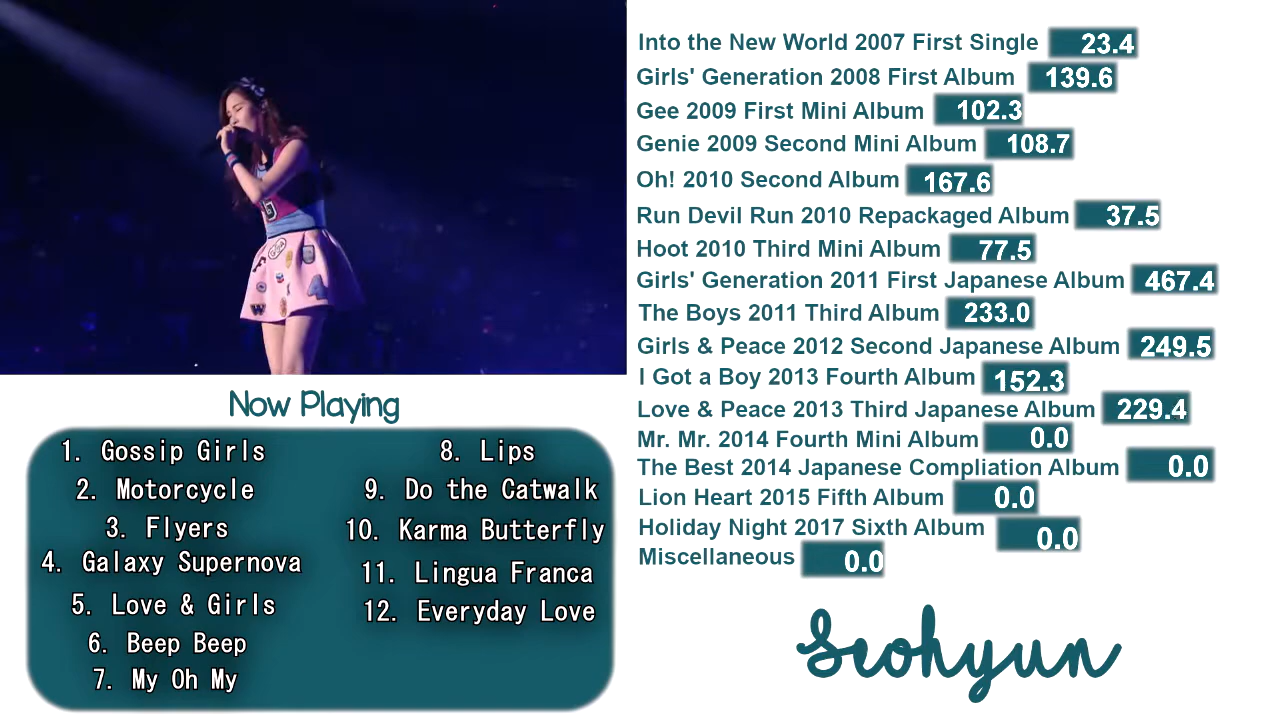 Into the New World 2007 First Single 23.4
Girls' Generation 2008 First Album 139.6
Gee 2009 First Mini Album 102.3
Genie 2009 Second Mini Album 108.7
Oh! 2010 Second Album 167.6
Run Devil Run 2010 Repackaged Album 37.5
Hoot 2010 Third Mini Album 77.5
Girls' Generation 2011 First Japanese Album 467.4
The Boys 2011 Third Album 233.0
Girls & Peace 2012 Second Japanese Album 249.5
I Got a Boy 2013 Fourth Album 152.3
Love & Peace 2013 Third Japanese Album 229.4
Mr. Mr. 2014 Fourth Mini Album 0.0
The Best 2014 Japanese Compliation Album 0.0
Lion Heart 2015 Fifth Album 0.0
Holiday Night 2017 Sixth Album 0.0
Miscellaneous 0.0
Now Playing
1. Gossip Girls
2. Motorcycle
3. Flyers
4. Galaxy Supernova
5. Love & Girls
6. Beep Beep
7. My Oh My
8. Lips
9. Do the Catwalk
10. Karma Butterfly
11. Lingua Franca
12. Everyday Love
Seohyun